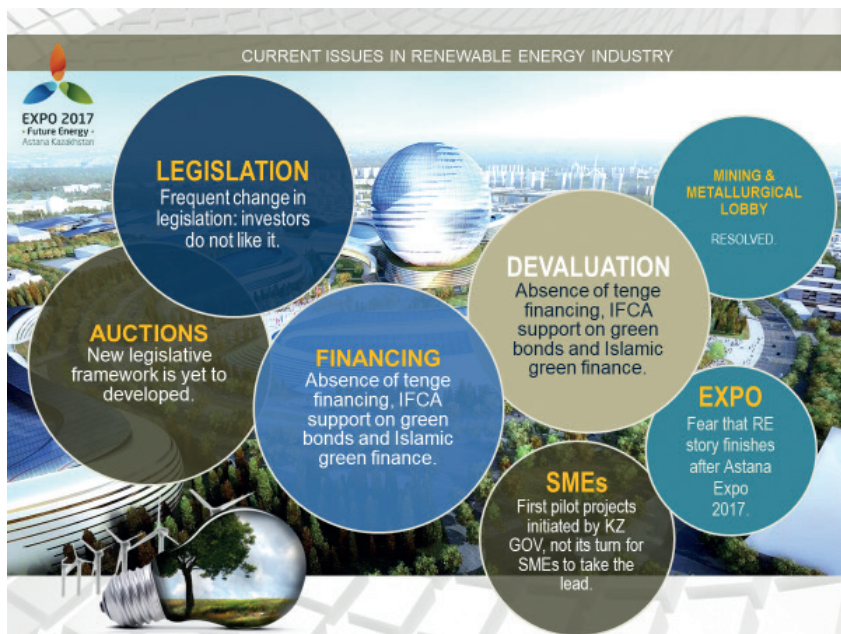 CURRENT ISSUES IN RENEWABLE ENERGY INDUSTRY
EXPO 2017
• Future Energy •
Astana Kazakhstan
LEGISLATION
Frequent change in
legislation: investors
do not like it.
MINING &
METALLURGICAL
LOBBY
RESOLVED.
DEVALUATION
Absence of tenge
financing, IFCA
support on green
bonds and Islamic
green finance.
AUCTIONS
New legislative
framework is yet to
developed.
FINANCING
Absence of tenge
financing, IFCA
support on green
bonds and Islamic
green finance.
EXPO
Fear that RE
story finishes
after Astana
Expo
2017.
SMEs
First pilot projects
initiated by KZ
GOV, not its turn for
SMEs to take the
lead.